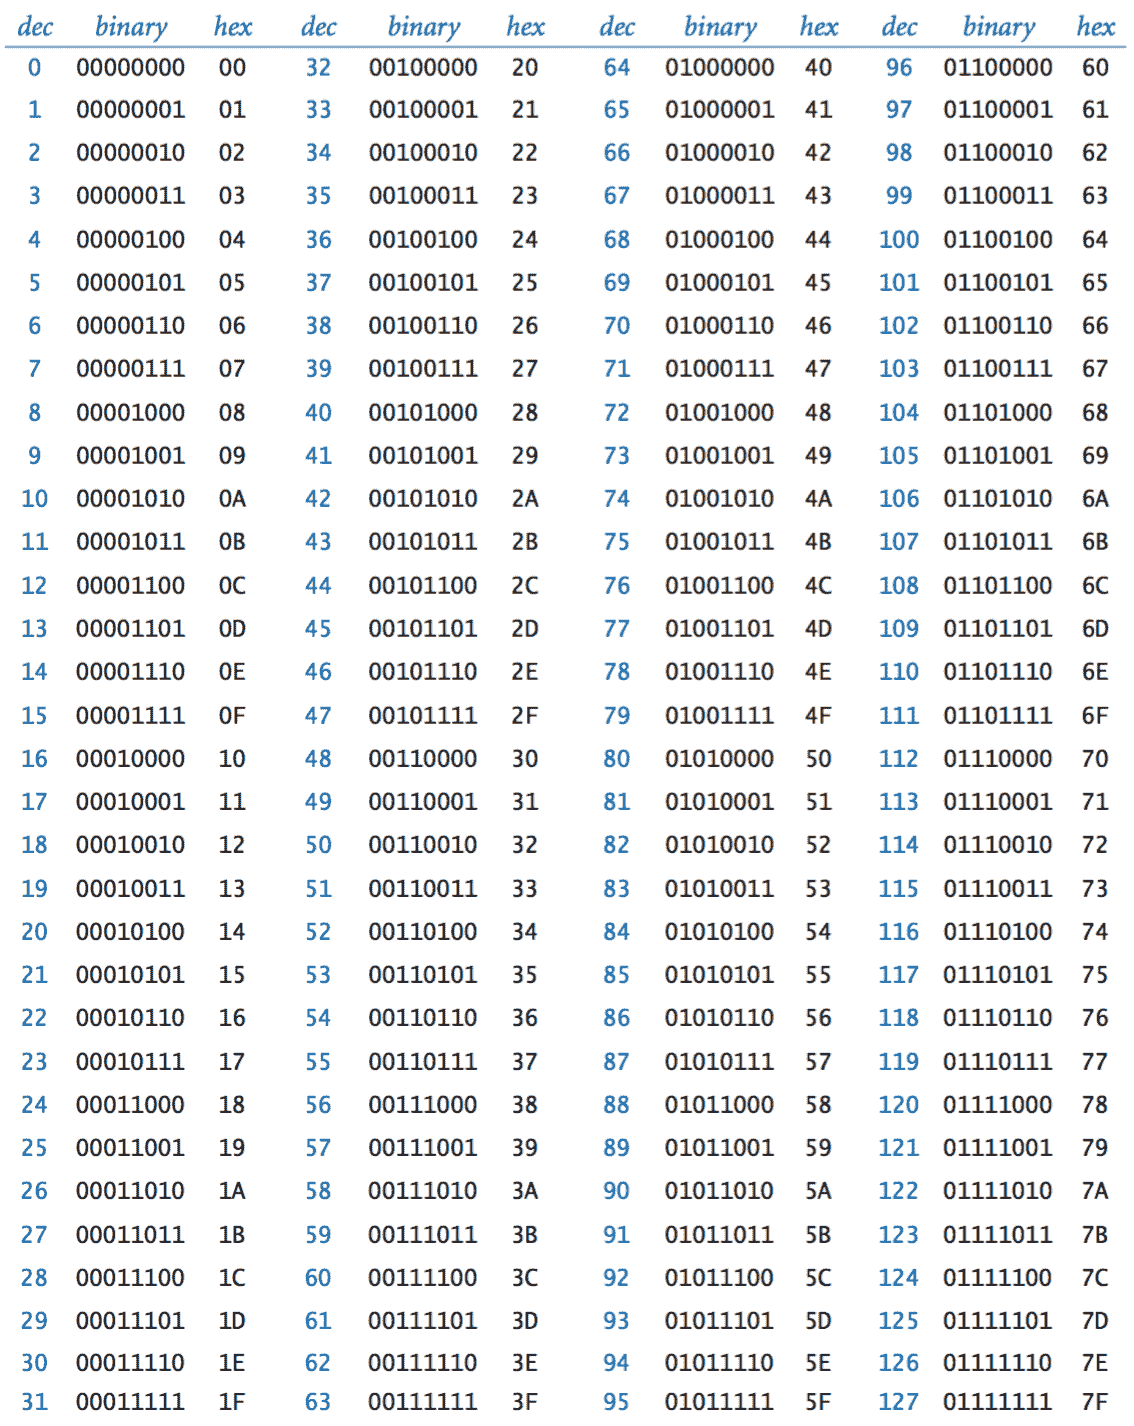 dec binary hex dec binary hex dec binary hex dec binary hex
0 00000000 00 32 00100000 20 64 01000000 40 96 01100000 60
1 00000001 01 33 00100001 21 65 01000001 41 97 01100001 61
2 00000010 02 34 00100010 22 66 01000010 42 98 01100010 62
3 00000011 03 35 00100011 23 67 01000011 43 99 01100011 63
4 00000100 04 36 00100100 24 68 01000100 44 100 01100100 64
5 00000101 05 37 00100101 25 69 01000101 45 101 01100101 65
6 00000110 06 38 00100110 26 70 01000110 46 102 01100110 66
7 00000111 07 39 00100111 27 71 01000111 47 103 01100111 67
8 00001000 08 40 00101000 28 72 01001000 48 104 01101000 68
9 00001001 09 41 00101001 29 73 01001001 49 105 01101001 69
10 00001010 0A 42 00101010 2A 74 01001010 4A 106 01101010 6A
11 00001011 0B 43 00101011 2B 75 01001011 4B 107 01101011 6B
12 00001100 0C 44 00101100 2C 76 01001100 4C 108 01101100 6C
13 00001101 0D 45 00101101 2D 77 01001101 4D 109 01101101 6D
14 00001110 0E 46 00101110 2E 78 01001110 4E 110 01101110 6E
15 00001111 0F 47 00101111 2F 79 01001111 4F 111 01101111 6F
16 00010000 10 48 00110000 30 80 01010000 50 112 01110000 70
17 00010001 11 49 00110001 31 81 01010001 51 113 01110001 71
18 00010010 12 50 00110010 32 82 01010010 52 114 01110010 72
19 00010011 13 51 00110011 33 83 01010011 53 115 01110011 73
20 00010100 14 52 00110100 34 84 01010100 54 116 01110100 74
21 00010101 15 53 00110101 35 85 01010101 55 117 01110101 75
22 00010110 16 54 00110110 36 86 01010110 56 118 01110110 76
23 00010111 17 55 00110111 37 87 01010111 57 119 01110111 77
24 00011000 18 56 00111000 38 88 01011000 58 120 01111000 78
25 00011001 19 57 00111001 39 89 01011001 59 121 01111001 79
26 00011010 1A 58 00111010 3A 90 01011010 5A 122 01111010 7A
27 00011011 1B 59 00111011 3B 91 01011011 5B 123 01111011 7B
28 00011100 1C 60 00111100 3C 92 01011100 5C 124 01111100 7C
29 00011101 1D 61 00111101 3D 93 01011101 5D 125 01111101 7D
30 00011110 1E 62 00111110 3E 94 01011110 5E 126 01111110 7E
31 00011111 1F 63 00111111 3F 95 01011111 5F 127 01111111 7F